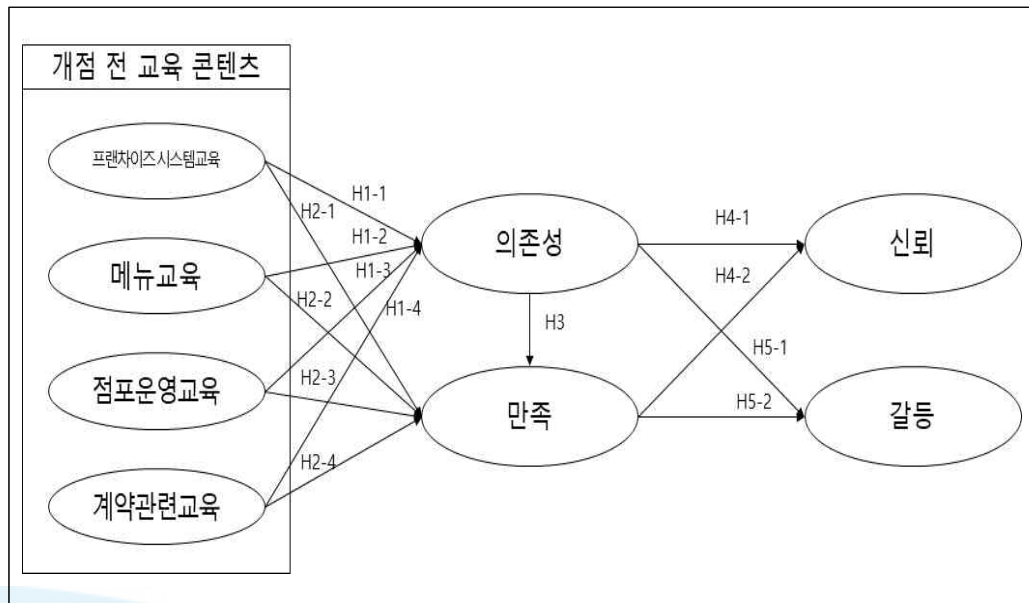 개점 전 교육 콘텐츠
프랜차이즈시스템교육
메뉴교육
점포운영교육
계약관련교육
H1-1
H2-1
H1-2
H1-3
H2-2
H1-4
H2-3
H2-4
의존성
H3
만족
H4-1
H4-2
H5-1
H5-2
신뢰
갈등